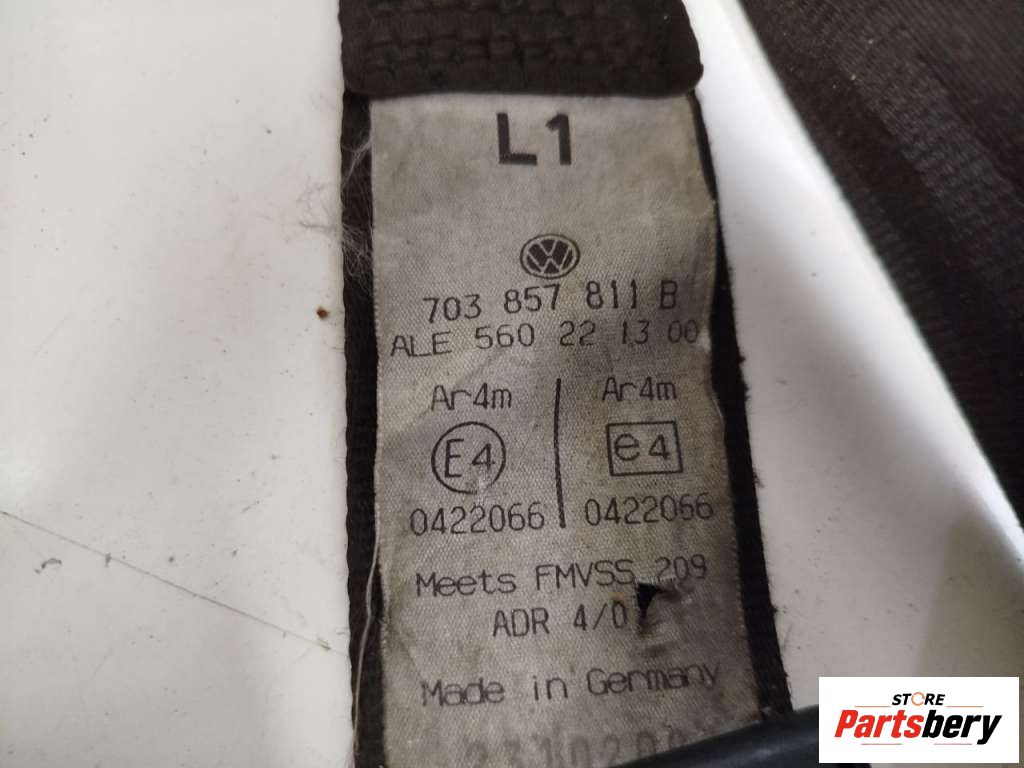 L1
VW
703 857 811 B
ALE 560 22 13 00
Ar4m Ar4m
E4 e4
0422066 0422066
Meets FMVSS 209
ADR 4/0
Made in Germany
STORE
Partsbery